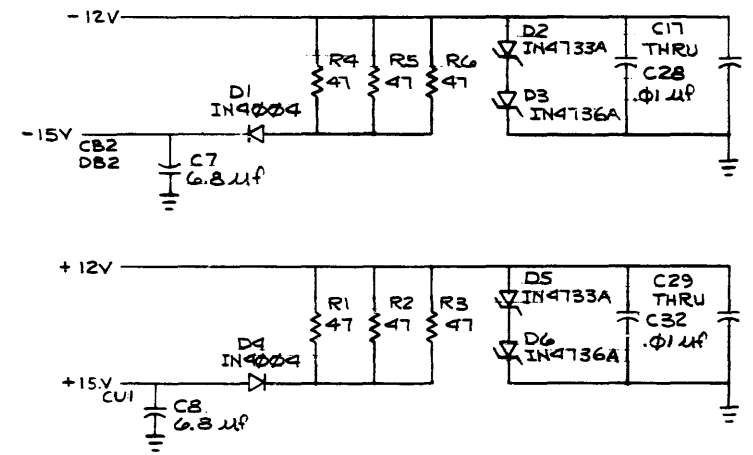 -12V
D2
IN4733A
C17
THRU
C28
.01 uf
R4
47
R5
47
R6
47
D1
IN4004
D3
IN4736A
-15V
CB2
DB2
C7
6.8 uf
+12V
D5
IN4733A
C29
THRU
C32
.01 uf
R1
47
R2
47
R3
47
D4
IN4004
D6
IN4736A
+15V
CU1
C8
6.8 uf